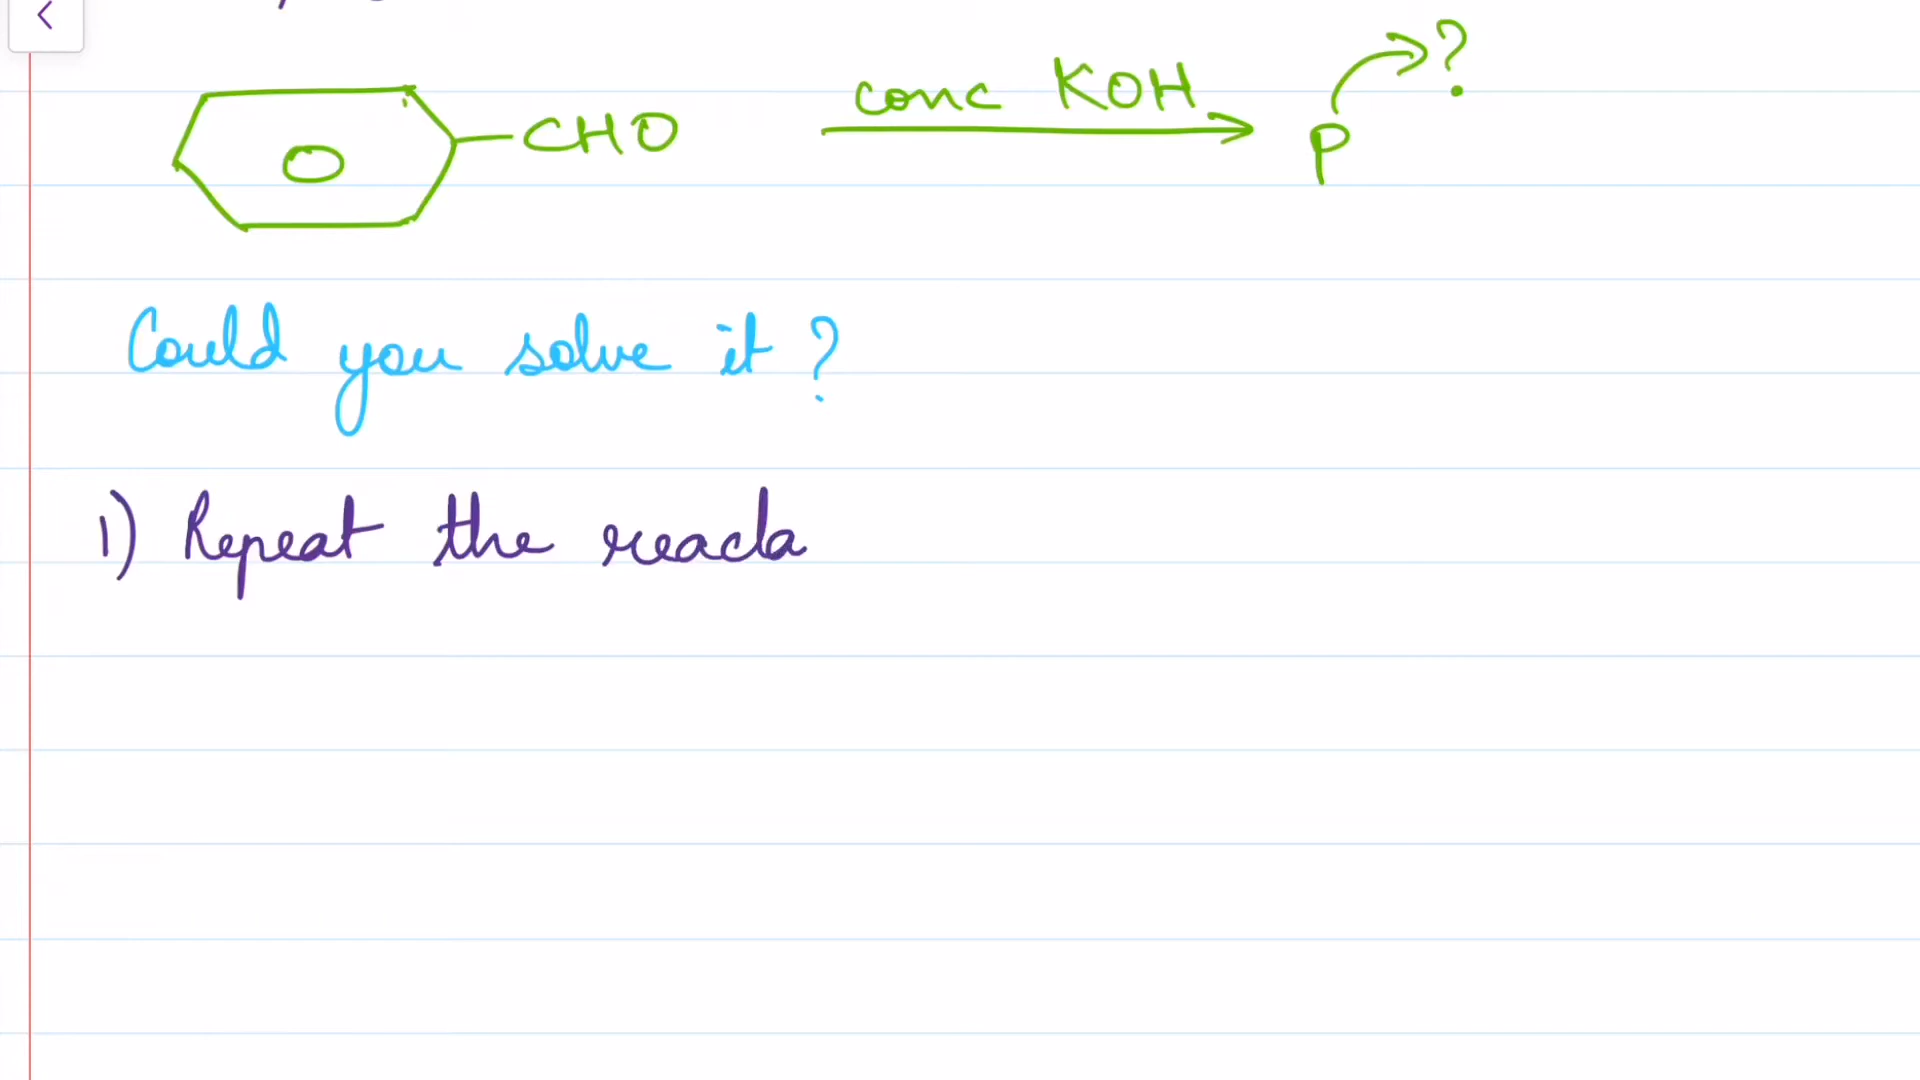 CHO conc KOH P ?
Could you solve it ?
1) Repeat the reacta